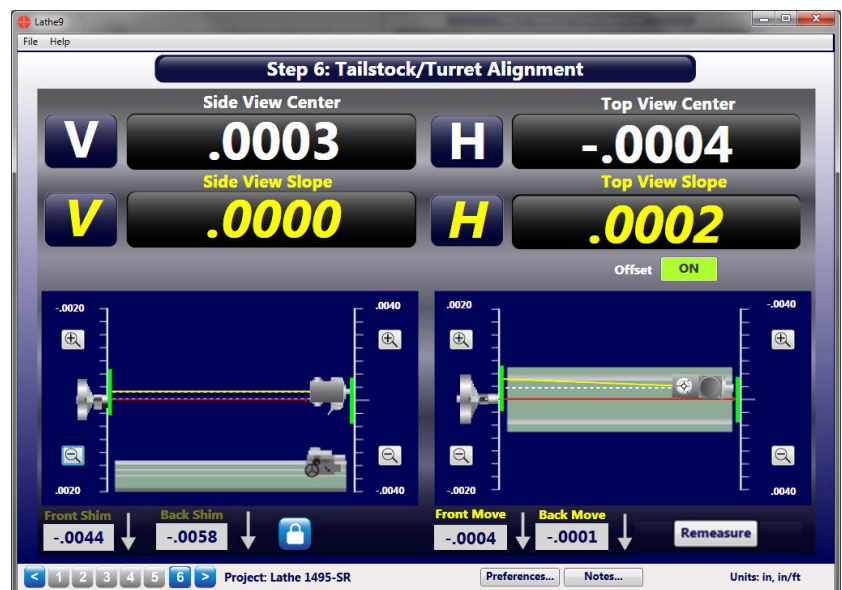 Lathe9
File Help
Step 6: Tailstock/Turret Alignment
Side View Center
Top View Center
V
.0003
H
-.0004
Side View Slope
Top View Slope
V
.0000
H
.0002
Offset ON
-.0020
.0040
.0020
-.0040
.0020
-.0040
-.0020
.0040
Front Shim
Back Shim
Front Move
Back Move
-.0044
-.0058
-.0004
-.0001
Remeasure
< 1 2 3 4 5 6 > Project: Lathe 1495-SR Preferences... Notes... Units: in, in/ft